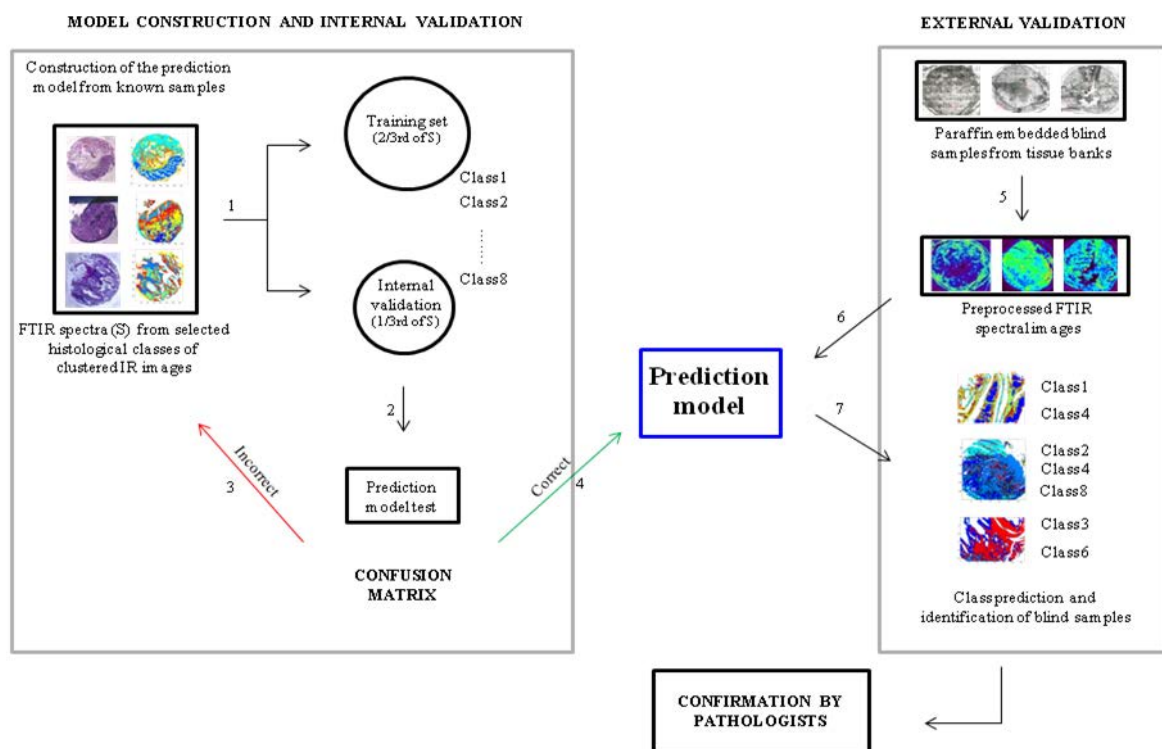 MODEL CONSTRUCTION AND INTERNAL VALIDATION
Construction of the prediction
model from known samples
1
FTIR spectra (S) from selected
histological classes of
clustered IR images
Training set
(2/3rd of S)
Class1
Class2
Class8
Internal
validation
(1/3rd of S)
2
Prediction
model test
CONFUSION
MATRIX
Incorrect
3
Correct
4
Prediction
model
EXTERNAL VALIDATION
Paraffin embedded blind
samples from tissue banks
5
Preprocessed FTIR
spectral images
6
7
Class1
Class4
Class2
Class4
Class8
Class3
Class6
Class prediction and
identification of blind samples
CONFIRMATION BY
PATHOLOGISTS